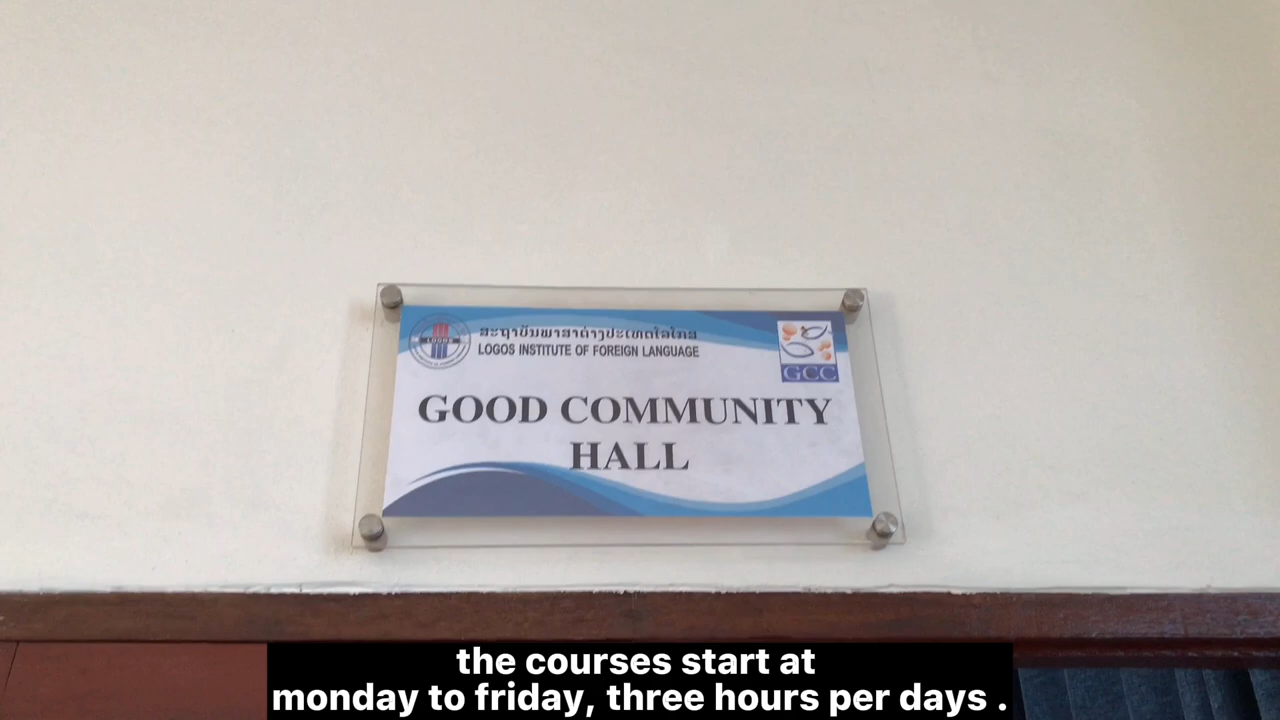 ສະຖາບັນພາສາຕ່າງປະເທດໂລໂກສ
LOGOS INSTITUTE OF FOREIGN LANGUAGE
LOGOS
GCC
GOOD COMMUNITY
HALL
the courses start at
monday to friday, three hours per days .